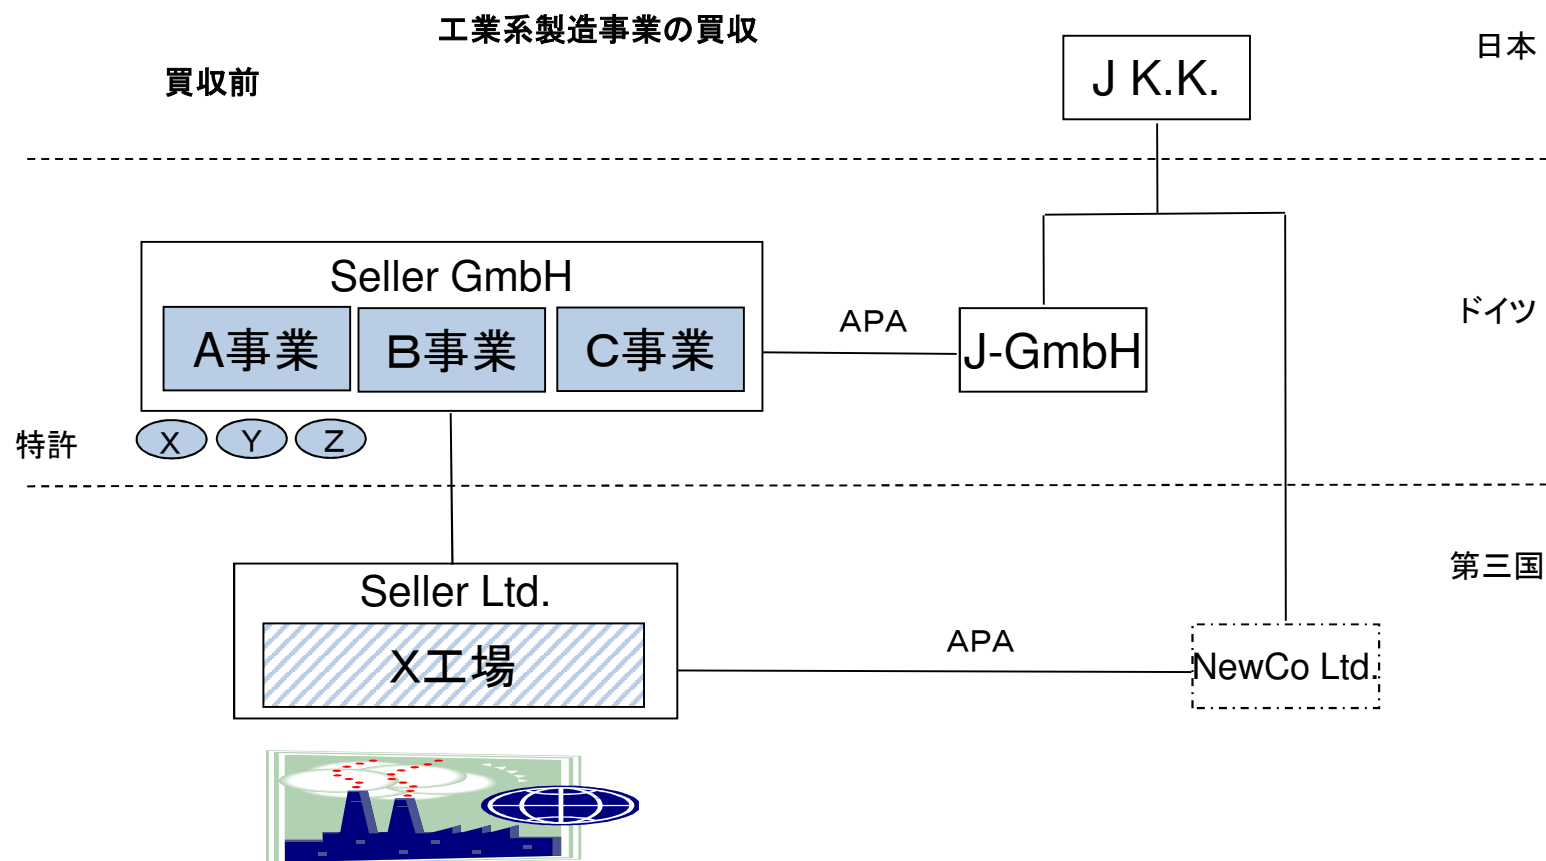 工業系製造事業の買収
日本
買収前
J K.K.
Seller GmbH
A事業
B事業
C事業
APA
J-GmbH
ドイツ
特許
X
Y
Z
第三国
Seller Ltd.
X工場
APA
NewCo Ltd.